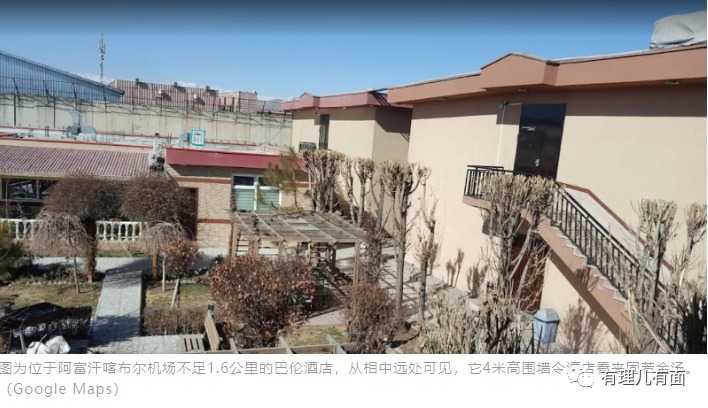 图为位于阿富汗喀布尔机场不足1.6公里的巴伦酒店，从相中远处可见，它4米高围墙令酒店看来固若金汤。
（Google Maps）
有理儿有面